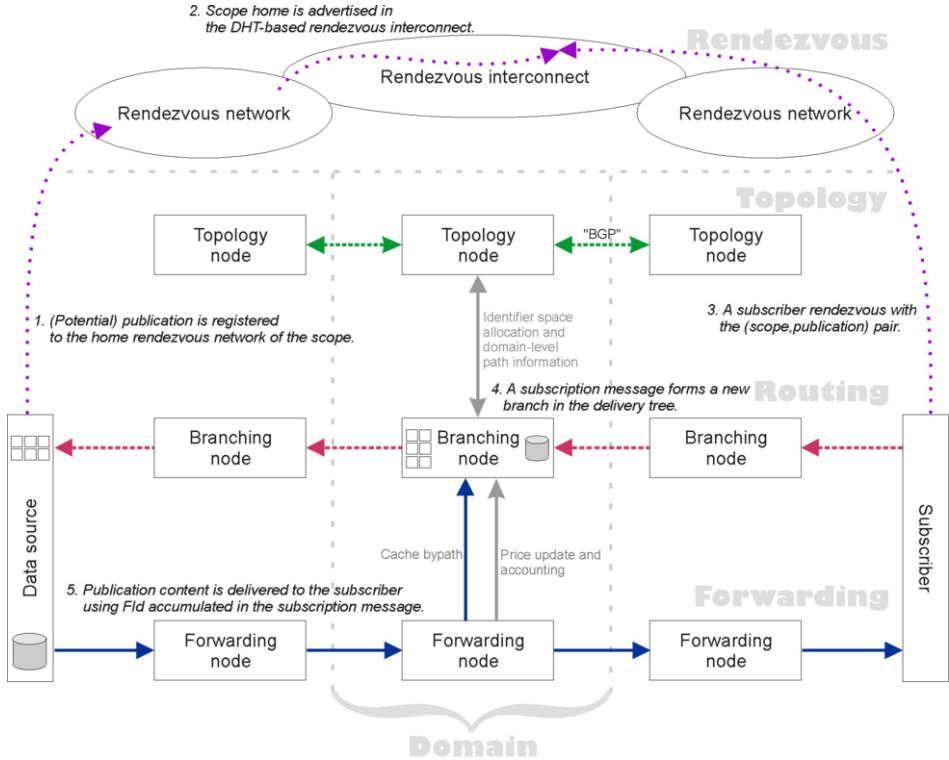 2. Scope home is advertised in
the DHT-based rendezvous interconnect.
Rendezvous
Rendezvous interconnect
Rendezvous network
Rendezvous network
Topology
Topology
node
Topology
node
"BGP"
Topology
node
1. (Potential) publication is registered
to the home rendezvous network of the scope.
Identifier space
allocation and
domain-level
path information
3. A subscriber rendezvous with
the (scope,publication) pair.
4. A subscription message forms a new
branch in the delivery tree.
Routing
Branching
node
Branching
node
Branching
node
Data source
Subscriber
Cache bypath
Price update and
accounting
5. Publication content is delivered to the subscriber
using FId accumulated in the subscription message.
Forwarding
Forwarding
node
Forwarding
node
Forwarding
node
Domain